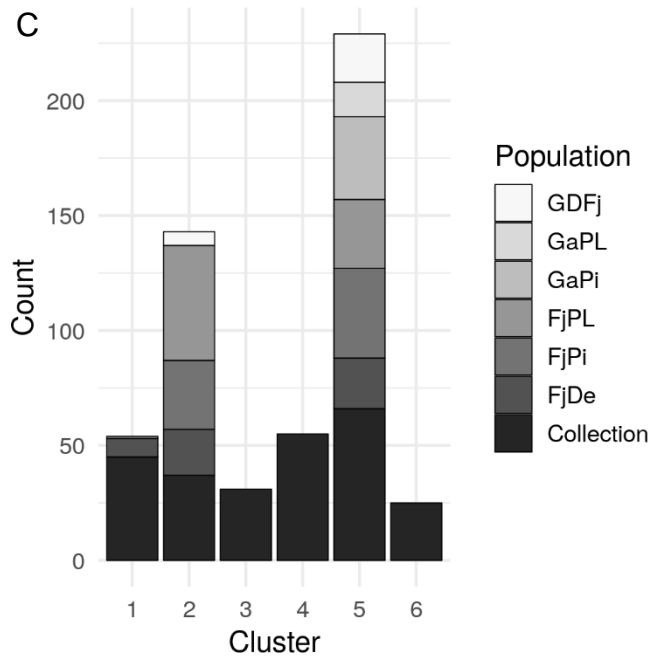 C
Count
200
150
100
50
0
1 2 3 4 5 6
Cluster
Population
GDFj
GaPL
GaPi
FjPL
FjPi
FjDe
Collection